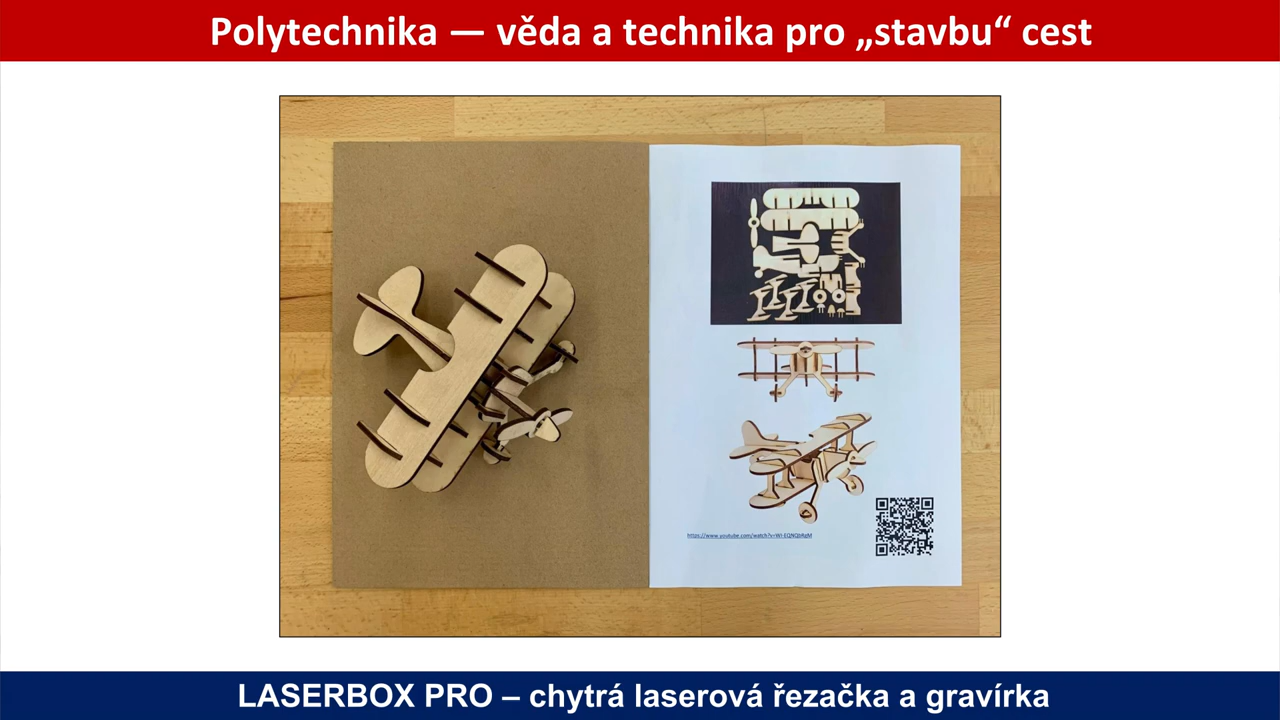 Polytechnika — věda a technika pro „stavbu“ cest
LASERBOX PRO – chytrá laserová řezačka a gravírka